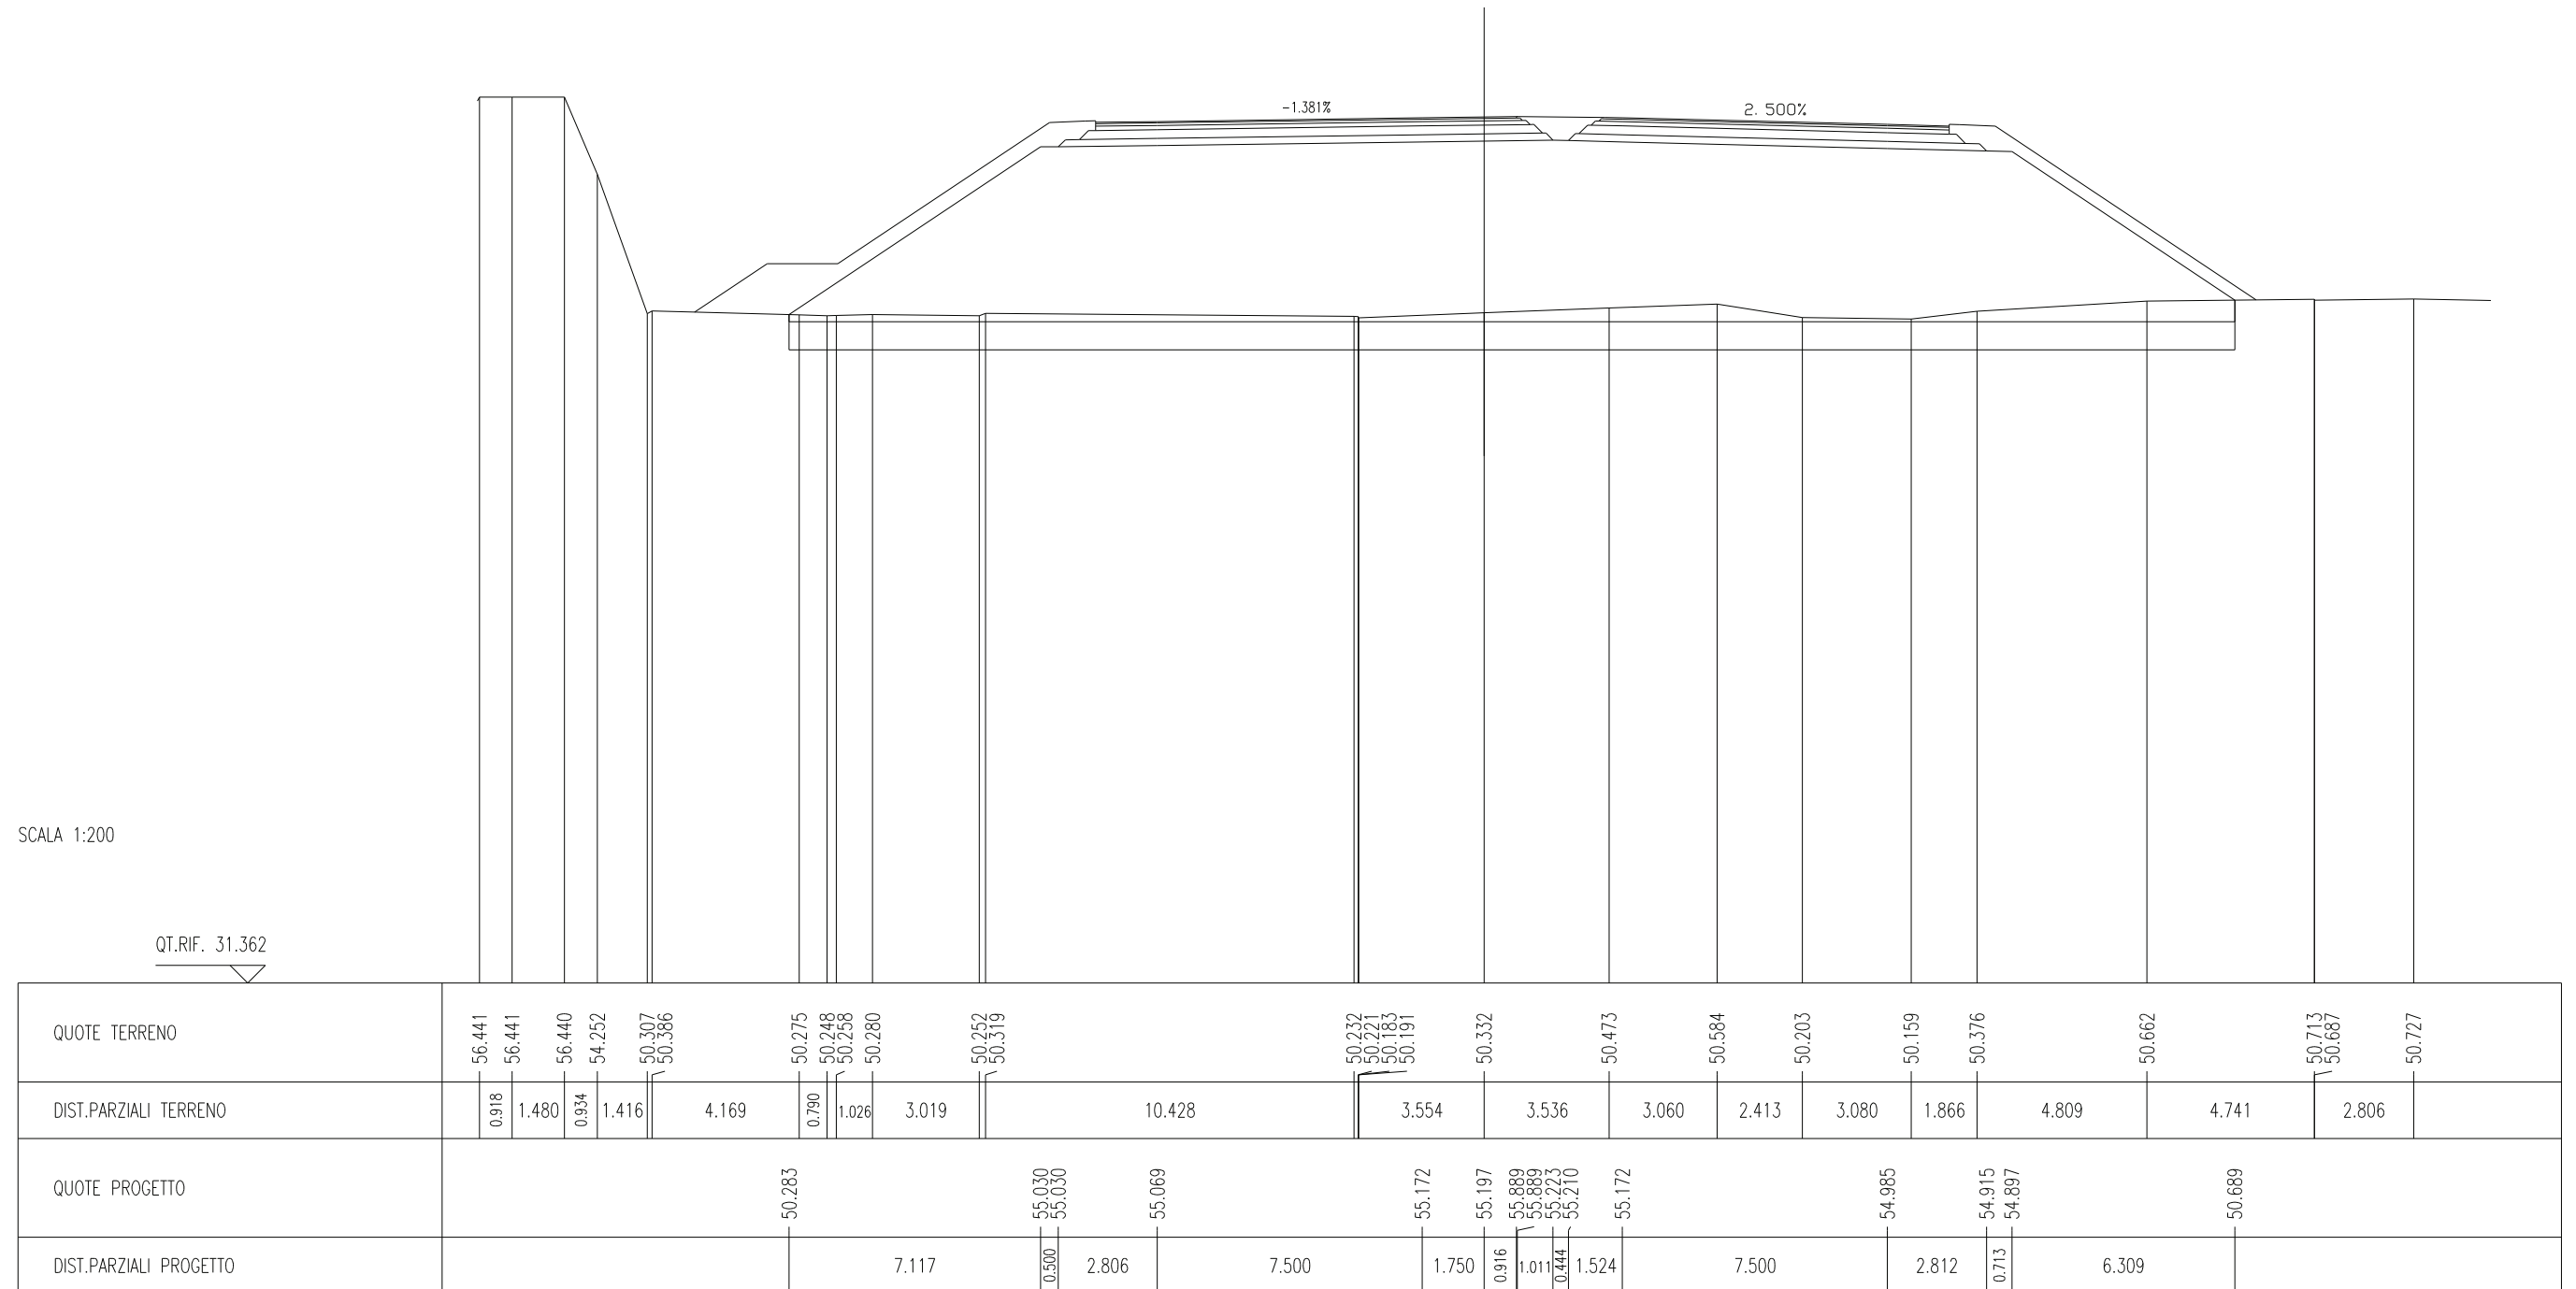 -1.381%
2.500%
SCALA 1:200
QT.RIF. 31.362
QUOTE TERRENO 56.441 56.441 56.440 54.252 50.307 50.386 50.275 50.248 50.258 50.280 50.252 50.319 50.232 50.221 50.183 50.191 50.332 50.473 50.584 50.203 50.159 50.376 50.662 50.713 50.687 50.727
DIST.PARZIALI TERRENO 0.918 1.480 0.934 1.416 4.169 0.790 1.026 3.019 10.428 3.554 3.536 3.060 2.413 3.080 1.866 4.809 4.741 2.806
QUOTE PROGETTO 50.283 55.030 55.030 55.069 55.172 55.197 55.889 55.889 55.223 55.210 55.172 54.985 54.915 54.897 50.689
DIST.PARZIALI PROGETTO 7.117 0.500 2.806 7.500 1.750 0.916 1.011 0.444 1.524 7.500 2.812 0.713 6.309